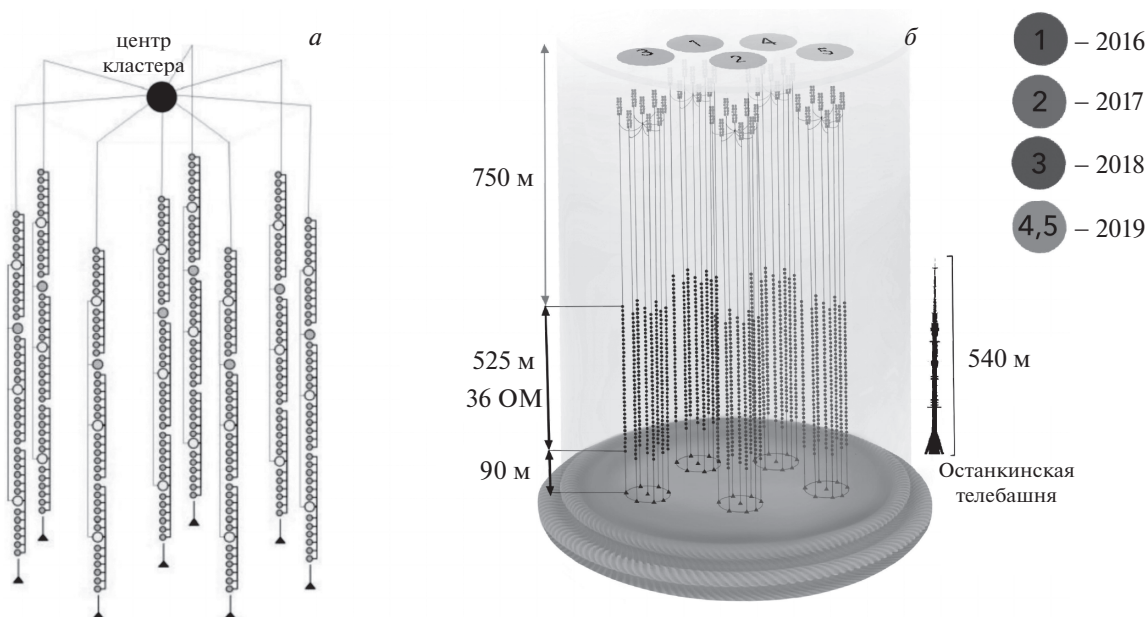 центр
кластера
а
б
3
1
2
4
5
750 м
525 м
36 ОМ
90 м
1 – 2016
2 – 2017
3 – 2018
4,5 – 2019
540 м
Останкинская
телебашня